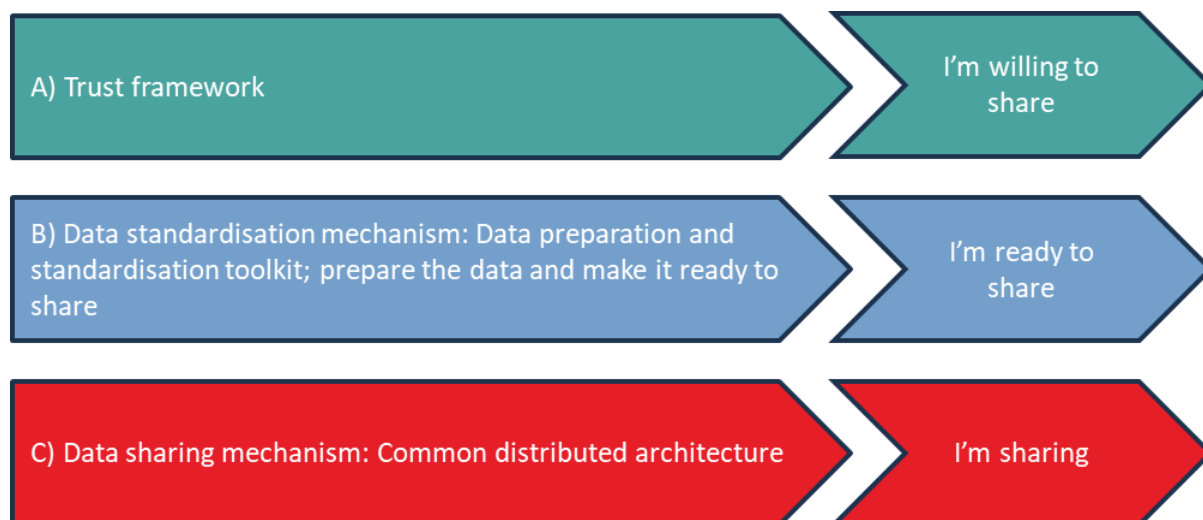 A) Trust framework
I'm willing to
share
B) Data standardisation mechanism: Data preparation and
standardisation toolkit; prepare the data and make it ready to
share
I'm ready to
share
C) Data sharing mechanism: Common distributed architecture
I'm sharing